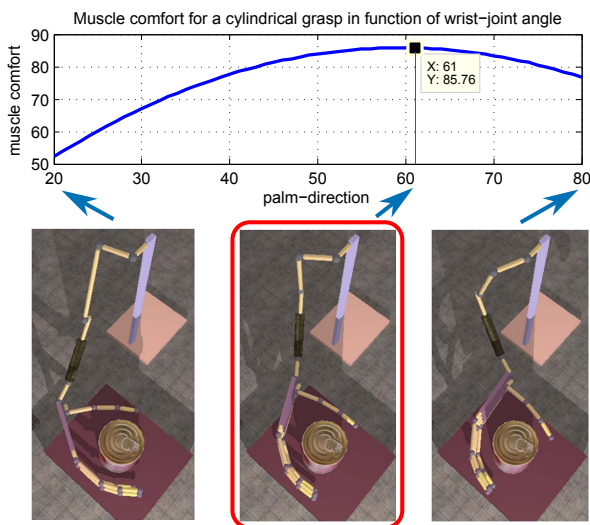 Muscle comfort for a cylindrical grasp in function of wrist−joint angle
90
80
70
60
50
muscle comfort
X: 61
Y: 85.76
20 30 40 50 60 70 80
palm−direction